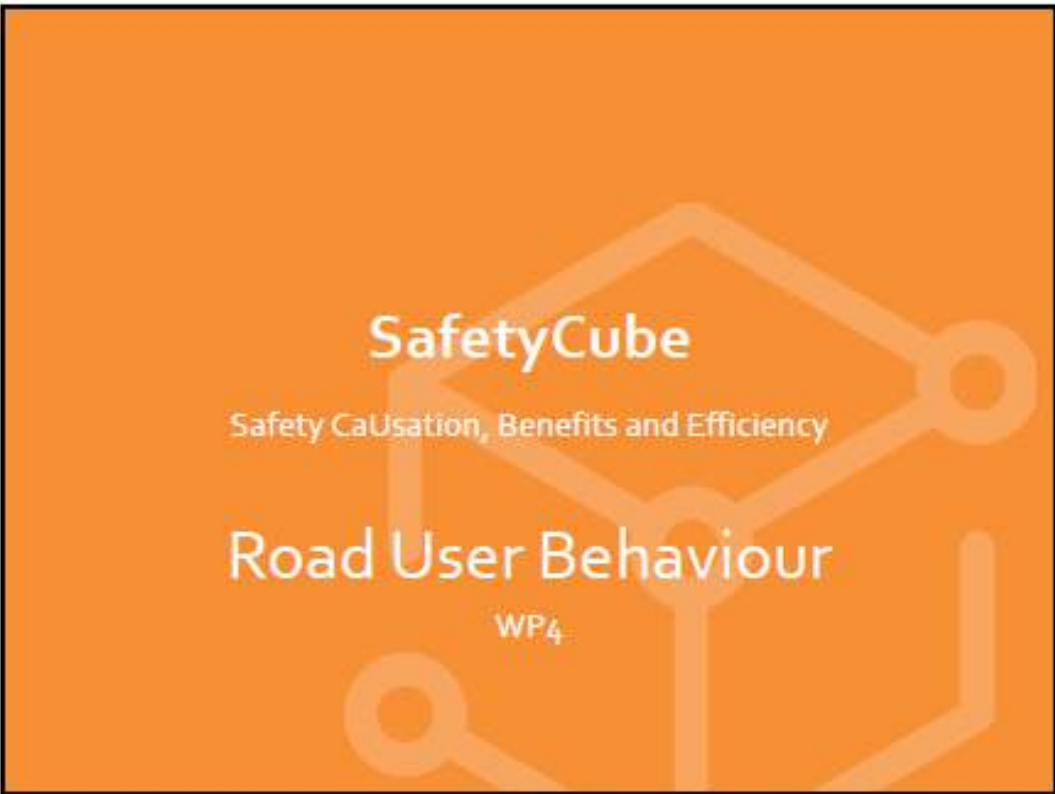 SafetyCube
Safety CaUsation, Benefits and Efficiency
Road User Behaviour
WP4